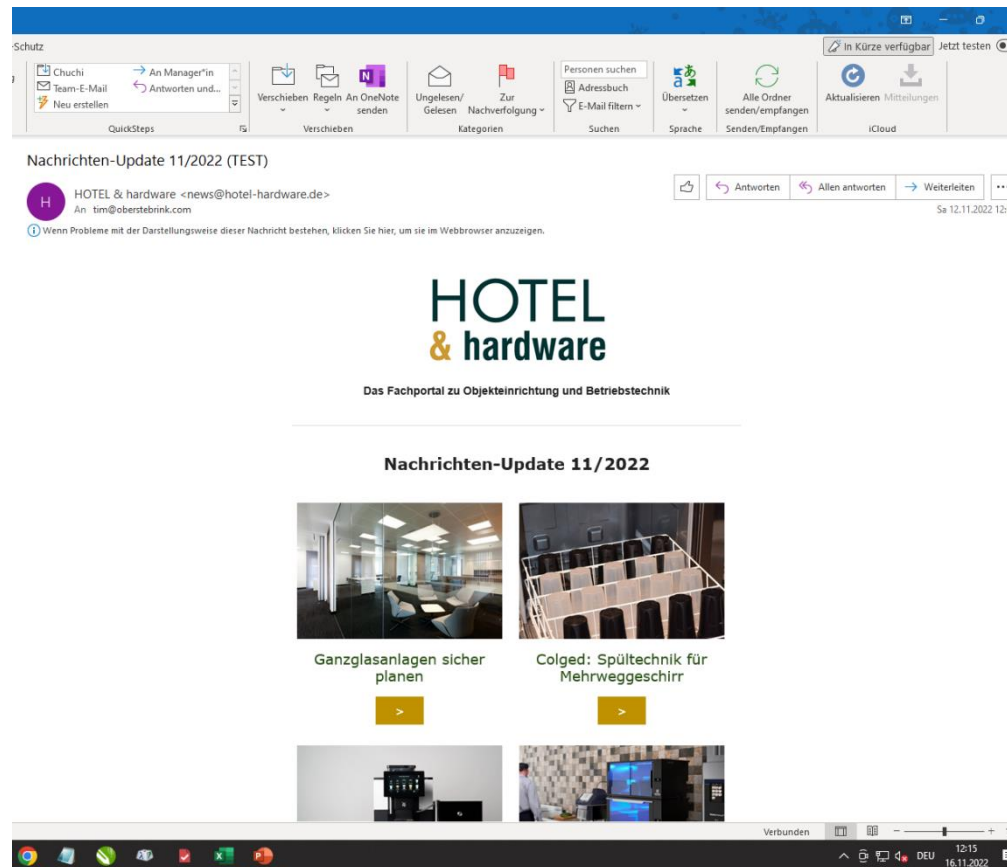 -Schutz
In Kürze verfügbar Jetzt testen
Chuchi An Manager*in
Team-E-Mail Antworten und...
Neu erstellen
QuickSteps
Verschieben Regeln An OneNote senden
Verschieben
Ungelesen/ Gelesen Zur Nachverfolgung
Kategorien
Personen suchen
Adressbuch
E-Mail filtern
Suchen
Übersetzen
Sprache
Alle Ordner senden/empfangen
Senden/Empfangen
Aktualisieren Mitteilungen
iCloud
Nachrichten-Update 11/2022 (TEST)
H
HOTEL & hardware <news@hotel-hardware.de>
An tim@oberstebrink.com
Antworten Allen antworten Weiterleiten
Sa 12.11.2022 12:
Wenn Probleme mit der Darstellungsweise dieser Nachricht bestehen, klicken Sie hier, um sie im Webbrowser anzuzeigen.
HOTEL
& hardware
Das Fachportal zu Objekteinrichtung und Betriebstechnik
Nachrichten-Update 11/2022
Ganzglasanlagen sicher
planen
>
Colged: Spültechnik für
Mehrweggeschirr
>
Verbunden
DEU
12:15
16.11.2022